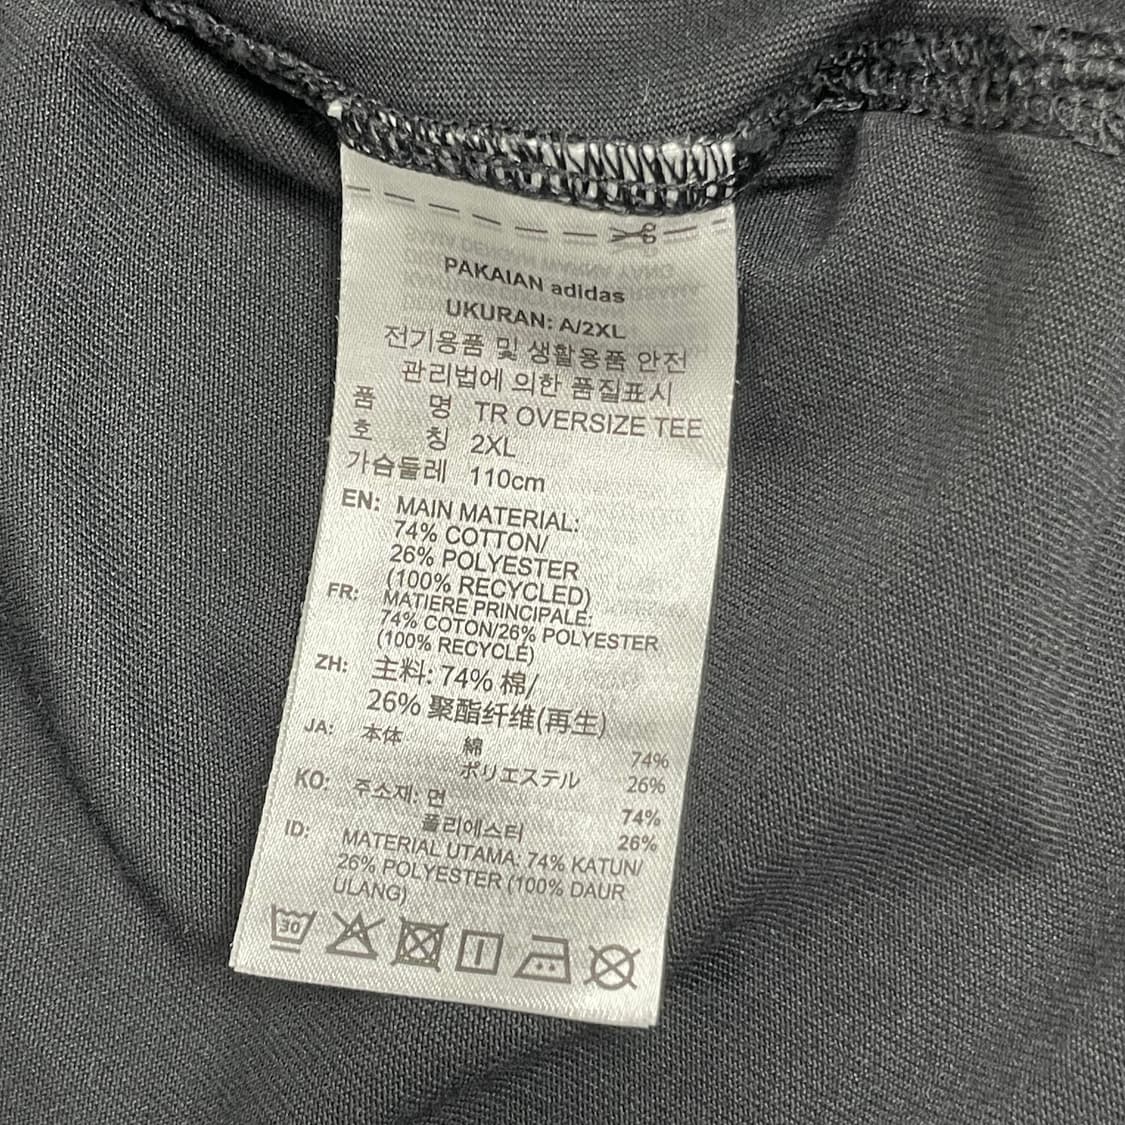 PAKAIAN adidas
UKURAN: A/2XL
전기용품 및 생활용품 안전
관리법에 의한 품질표시
품 명 TR OVERSIZE TEE
호 칭 2XL
가슴둘레 110cm
EN: MAIN MATERIAL:
74% COTTON/
26% POLYESTER
(100% RECYCLED)
FR: MATIERE PRINCIPALE:
74% COTON/26% POLYESTER
(100% RECYCLÉ)
ZH: 主料: 74% 棉/
26% 聚酯纤维(再生)
JA: 本体 綿 74%
ポリエステル 26%
KO: 주소재: 면 74%
폴리에스터 26%
ID: MATERIAL UTAMA: 74% KATUN/
26% POLYESTER (100% DAUR
ULANG)
30